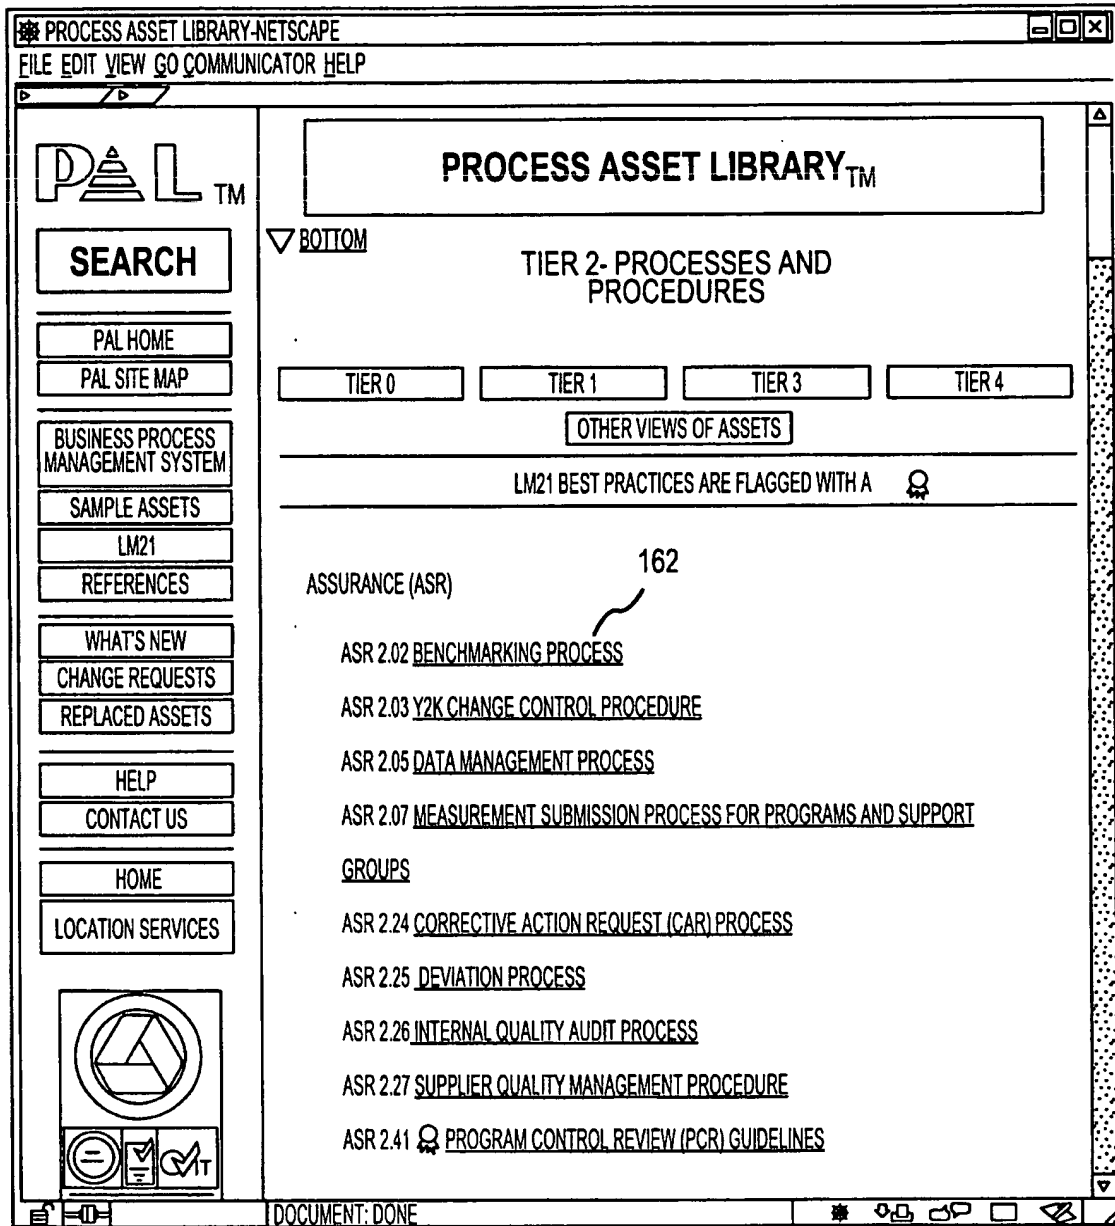 PROCESS ASSET LIBRARY-NETSCAPE
FILE EDIT VIEW GO COMMUNICATOR HELP
PAL TM
SEARCH
PAL HOME
PAL SITE MAP
BUSINESS PROCESS
MANAGEMENT SYSTEM
SAMPLE ASSETS
LM21
REFERENCES
WHAT'S NEW
CHANGE REQUESTS
REPLACED ASSETS
HELP
CONTACT US
HOME
LOCATION SERVICES
PROCESS ASSET LIBRARY TM
BOTTOM
TIER 2- PROCESSES AND
PROCEDURES
TIER 0 TIER 1 TIER 3 TIER 4
OTHER VIEWS OF ASSETS
LM21 BEST PRACTICES ARE FLAGGED WITH A
162
ASSURANCE (ASR)
ASR 2.02 BENCHMARKING PROCESS
ASR 2.03 Y2K CHANGE CONTROL PROCEDURE
ASR 2.05 DATA MANAGEMENT PROCESS
ASR 2.07 MEASUREMENT SUBMISSION PROCESS FOR PROGRAMS AND SUPPORT
GROUPS
ASR 2.24 CORRECTIVE ACTION REQUEST (CAR) PROCESS
ASR 2.25 DEVIATION PROCESS
ASR 2.26 INTERNAL QUALITY AUDIT PROCESS
ASR 2.27 SUPPLIER QUALITY MANAGEMENT PROCEDURE
ASR 2.41 PROGRAM CONTROL REVIEW (PCR) GUIDELINES
DOCUMENT: DONE